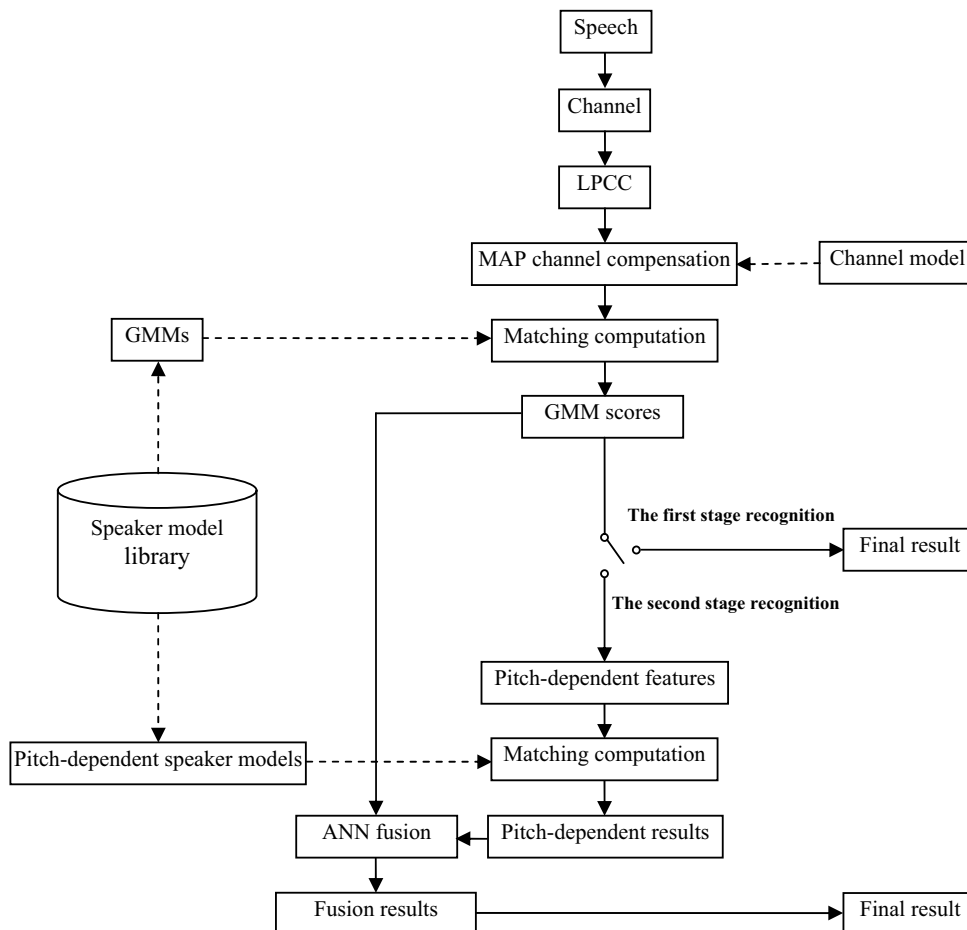 Speech
Channel
LPCC
MAP channel compensation
Channel model
GMMs
Matching computation
GMM scores
Speaker model
library
The first stage recognition
Final result
The second stage recognition
Pitch-dependent features
Pitch-dependent speaker models
Matching computation
ANN fusion
Pitch-dependent results
Fusion results
Final result